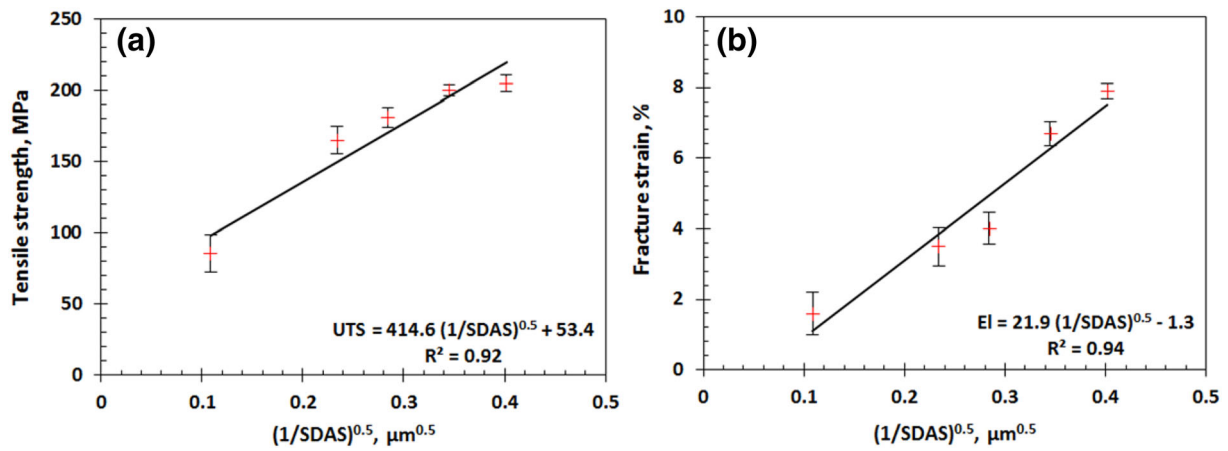 (a)
250
200
150
100
50
0
Tensile strength, MPa
UTS = 414.6 (1/SDAS)^0.5 + 53.4
R² = 0.92
0 0.1 0.2 0.3 0.4 0.5
(1/SDAS)^0.5, μm^0.5
(b)
10
8
6
4
2
0
Fracture strain, %
El = 21.9 (1/SDAS)^0.5 - 1.3
R² = 0.94
0 0.1 0.2 0.3 0.4 0.5
(1/SDAS)^0.5, μm^0.5